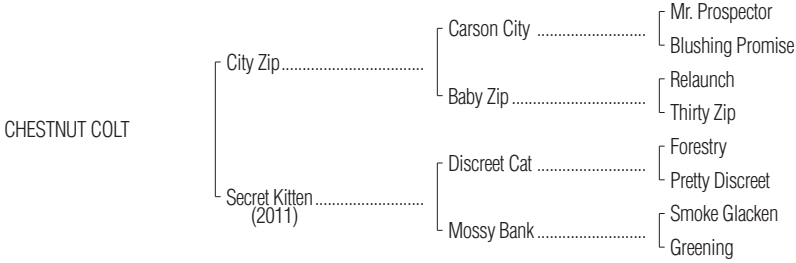 Mr. Prospector
Carson City ............................
Blushing Promise
City Zip.....................................
Relaunch
Baby Zip ...................................
Thirty Zip
CHESTNUT COLT
Forestry
Discreet Cat ............................
Pretty Discreet
Secret Kitten............................
(2011)
Smoke Glacken
Mossy Bank ............................
Greening